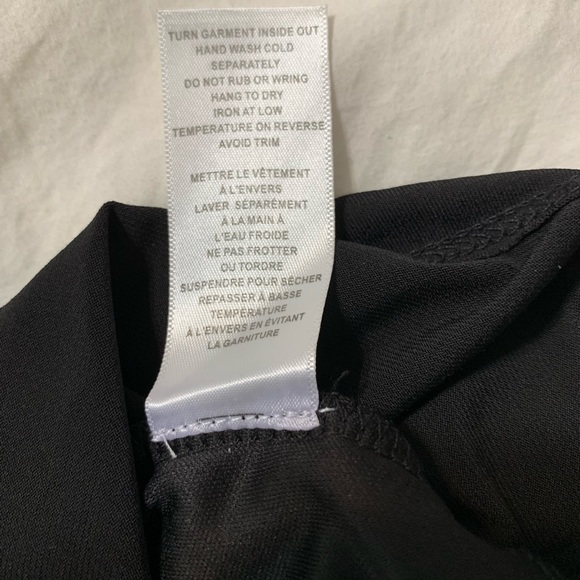 TURN GARMENT INSIDE OUT
HAND WASH COLD
SEPARATELY
DO NOT RUB OR WRING
HANG TO DRY
IRON AT LOW
TEMPERATURE ON REVERSE
AVOID TRIM
METTRE LE VÊTEMENT
À L'ENVERS
LAVER SÉPARÉMENT
À LA MAIN À
L'EAU FROIDE
NE PAS FROTTER
OU TORDRE
SUSPENDRE POUR SÉCHER
REPASSER À BASSE
TEMPÉRATURE
À L'ENVERS EN ÉVITANT
LA GARNITURE